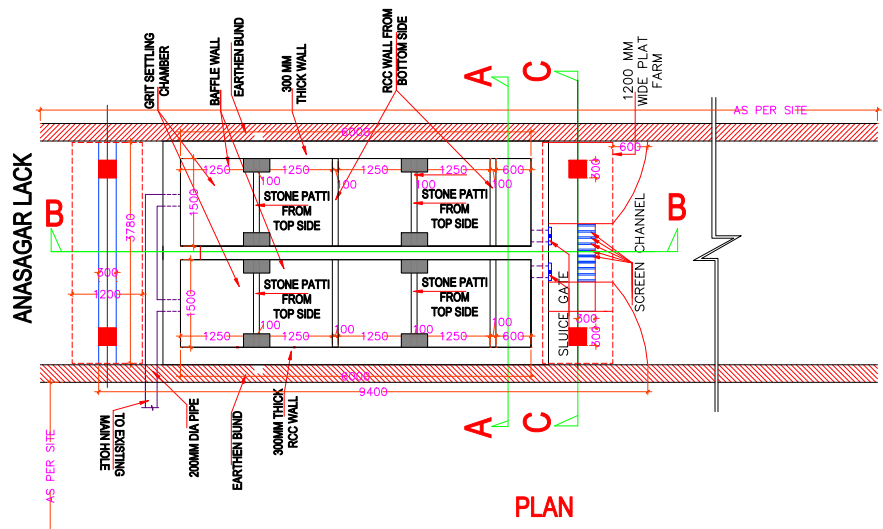 GRIT SETTLING
CHAMBER
BAFFLE WALL
EARTHEN BUND
300 MM
THICK WALL
RCC WALL FROM
BOTTOM SIDE
A
C
1200 MM
WIDE PLAT
FARM
AS PER SITE
6000
600
1250
1250
1250
1250
600
100
100
100
100
1500
STONE PATTI
FROM
TOP SIDE
STONE PATTI
FROM
TOP SIDE
600
ANASAGAR LACK
B
B
3780
300
1200
1500
STONE PATTI
FROM
TOP SIDE
STONE PATTI
FROM
TOP SIDE
100
100
100
100
1250
1250
1250
1250
600
SLUICE GATE
SCREEN CHANNEL
300
600
6000
9400
TO EXISTING
MAIN HOLE
200MM DIA PIPE
EARTHEN BUND
300MM THICK
RCC WALL
A
C
AS PER SITE
PLAN